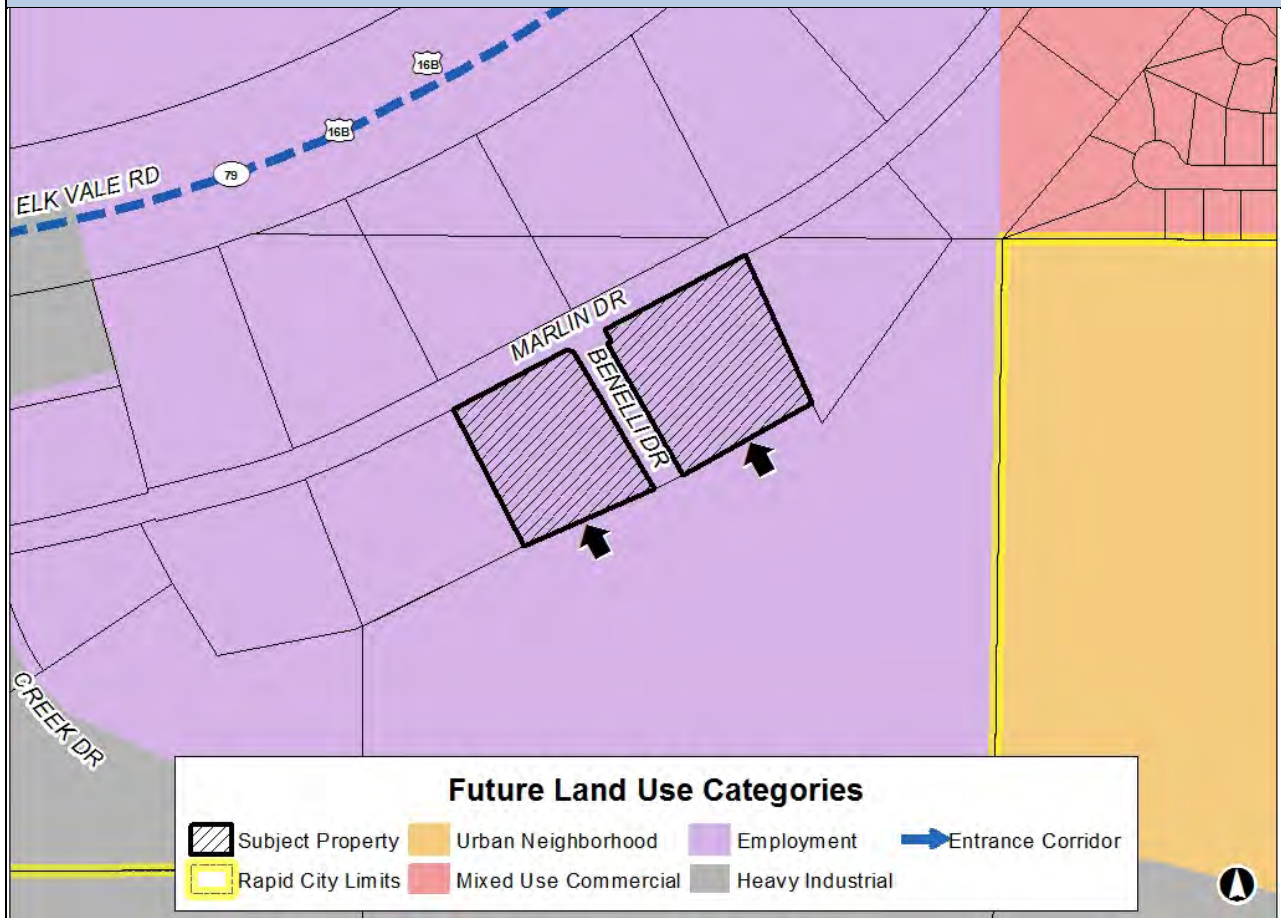 16B
16B
79
ELK VALE RD
MARLIN DR
BENELLI DR
CREEK DR
Future Land Use Categories
Subject Property Urban Neighborhood Employment Entrance Corridor
Rapid City Limits Mixed Use Commercial Heavy Industrial